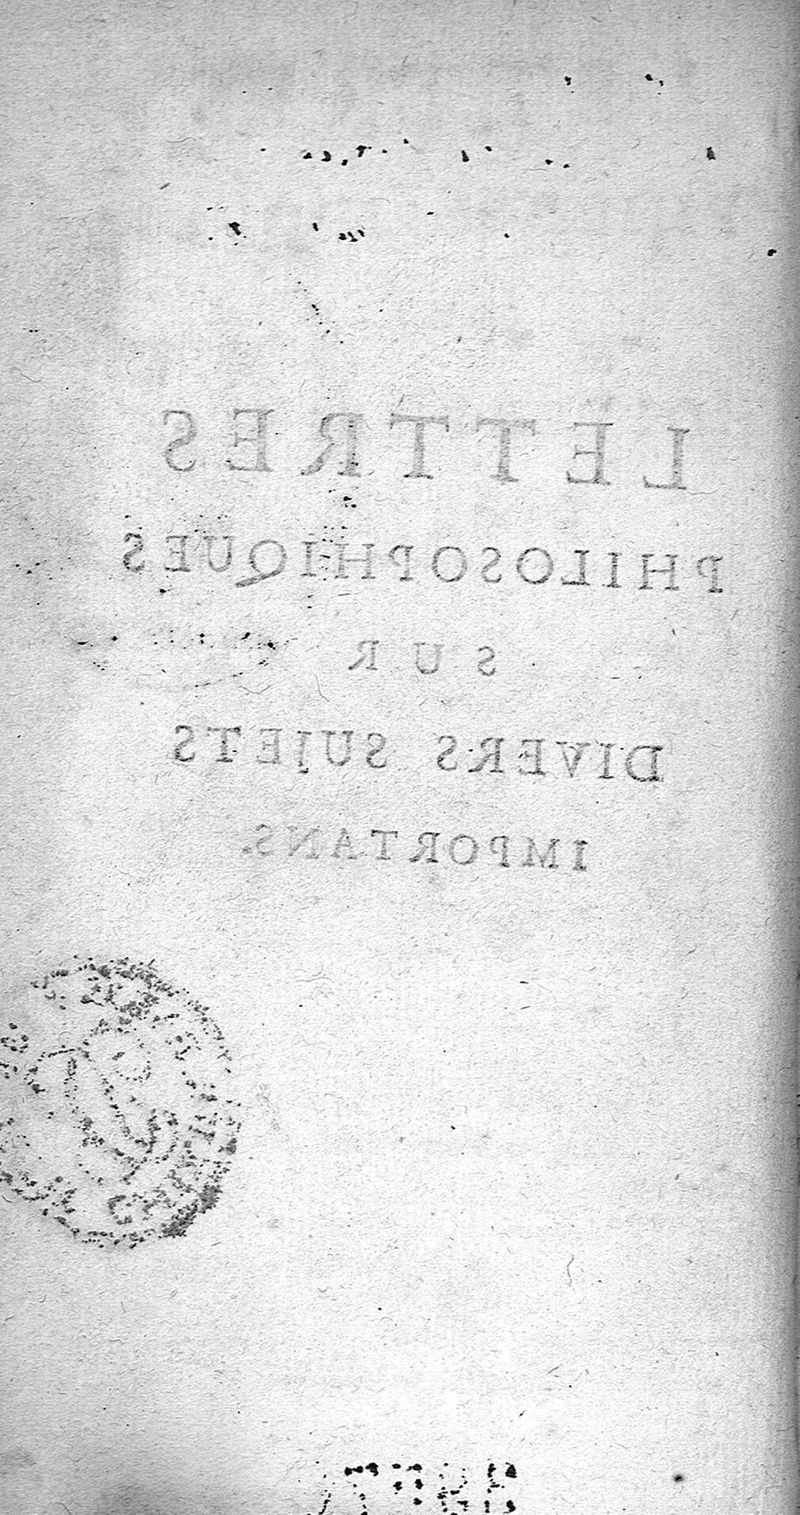 LETTRES
PHILOSOPHIQUES
SUR
DIVERS SUJETS
IMPORTANS.